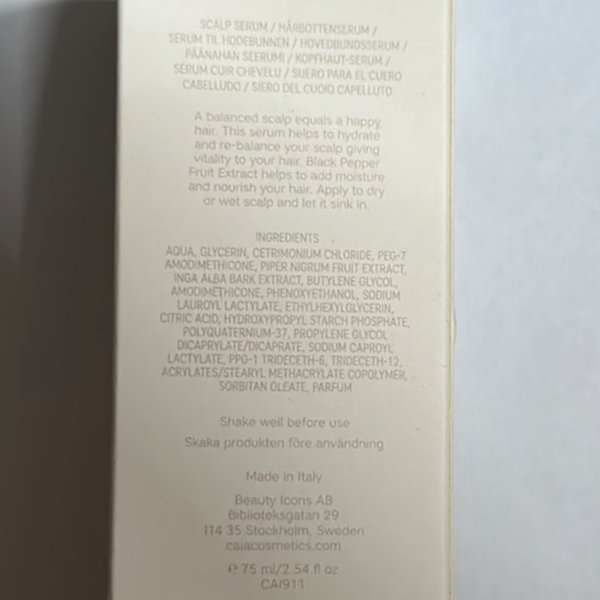 SCALP SERUM / HÅRBOTTENSERUM /
SERUM TIL HODEBUNNEN / HOVEDBUNDSSERUM /
PÄÄNAHAN SEERUMI / KOPFHAUT-SERUM /
SÉRUM CUIR CHEVELU / SUERO PARA EL CUERO
CABELLUDO / SIERO DEL CUOIO CAPELLUTO
A balanced scalp equals a happy
hair. This serum helps to hydrate
and re-balance your scalp giving
vitality to your hair. Black Pepper
Fruit Extract helps to add moisture
and nourish your hair. Apply to dry
or wet scalp and let it sink in.
INGREDIENTS
AQUA, GLYCERIN, CETRIMONIUM CHLORIDE, PEG-7
AMODIMETHICONE, PIPER NIGRUM FRUIT EXTRACT,
INGA ALBA BARK EXTRACT, BUTYLENE GLYCOL,
AMODIMETHICONE, PHENOXYETHANOL, SODIUM
LAUROYL LACTYLATE, ETHYLHEXYLGLYCERIN,
CITRIC ACID, HYDROXYPROPYL STARCH PHOSPHATE,
POLYQUATERNIUM-37, PROPYLENE GLYCOL
DICAPRYLATE/DICAPRATE, SODIUM CAPROYL
LACTYLATE, PPG-1 TRIDECETH-6, TRIDECETH-12,
ACRYLATES/STEARYL METHACRYLATE COPOLYMER,
SORBITAN OLEATE, PARFUM
Shake well before use
Skaka produkten före användning
Made in Italy
Beauty Icons AB
Biblioteksgatan 29
114 35 Stockholm, Sweden
caiacosmetics.com
℮ 75 ml/2.54 fl oz
CAI911